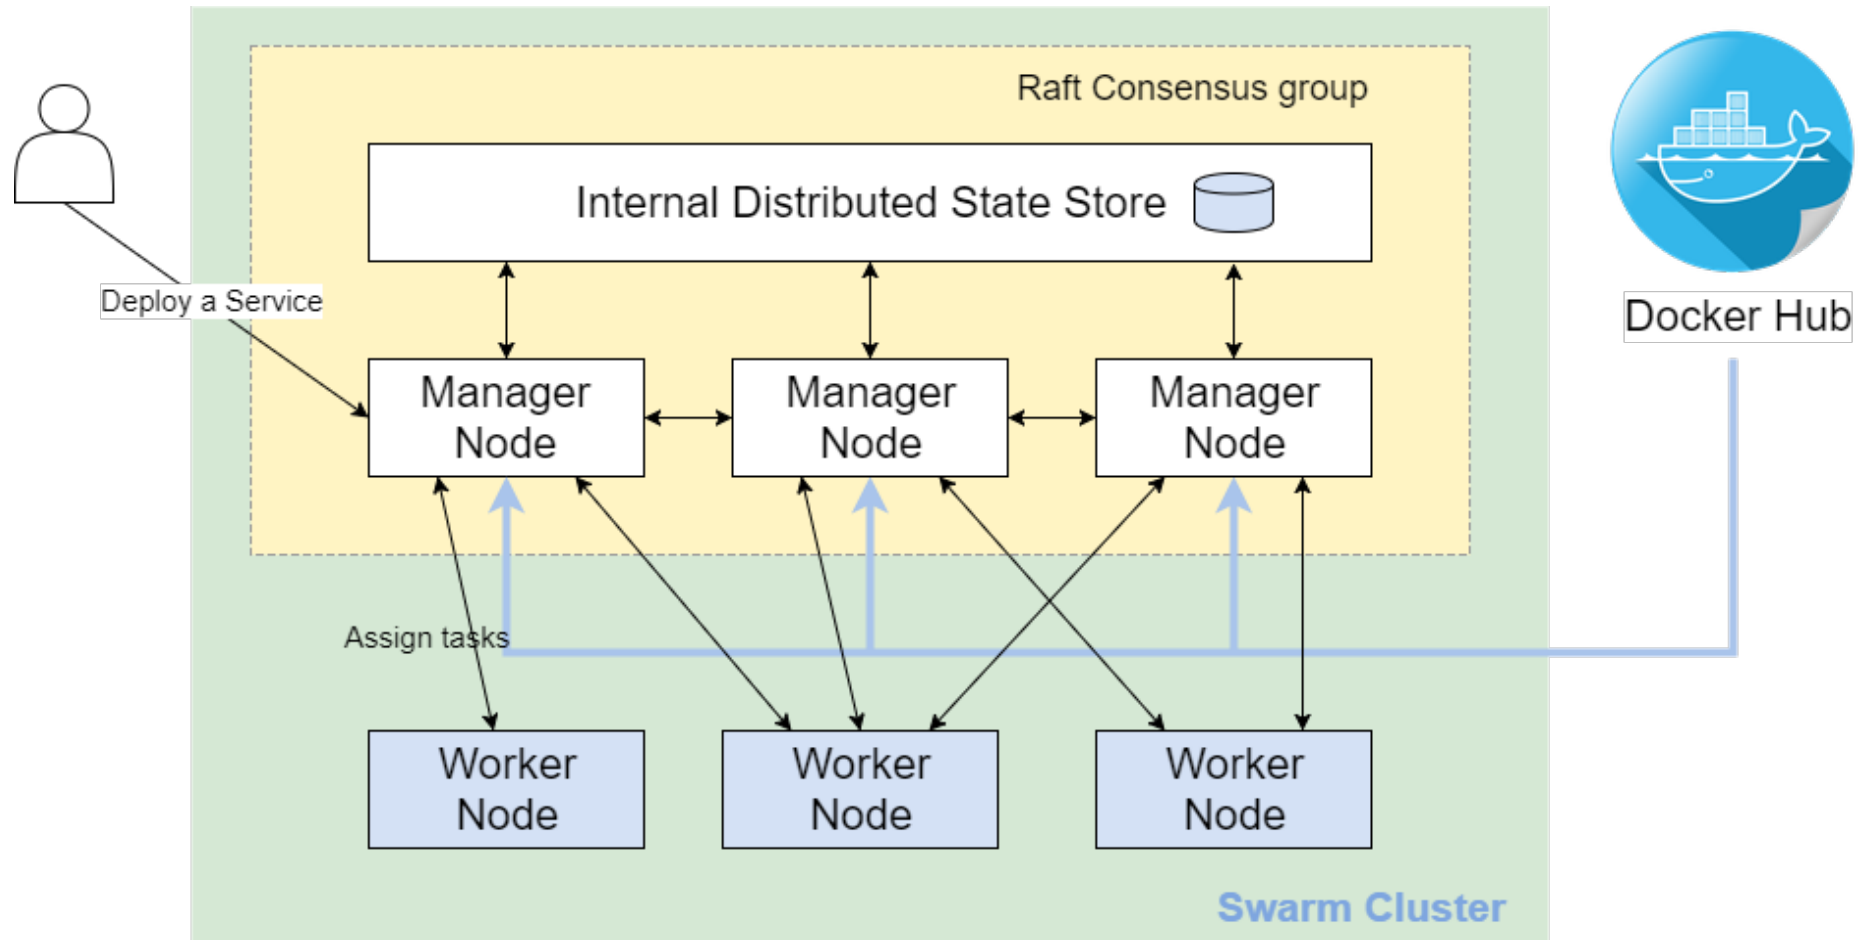 Raft Consensus group
Internal Distributed State Store
Docker Hub
Deploy a Service
Manager
Node
Manager
Node
Manager
Node
Assign tasks
Worker
Node
Worker
Node
Worker
Node
Swarm Cluster